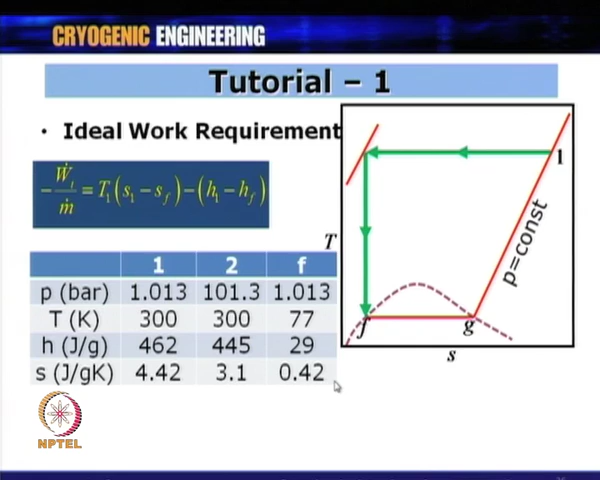 CRYOGENIC ENGINEERING
Tutorial – 1
• Ideal Work Requirement
-Ẇi/ṁ = T1(s1 − sf) − (h1 − hf)
1 2 f
p (bar) 1.013 101.3 1.013
T (K) 300 300 77
h (J/g) 462 445 29
s (J/gK) 4.42 3.1 0.42
1
T
p=const
f g
s
NPTEL